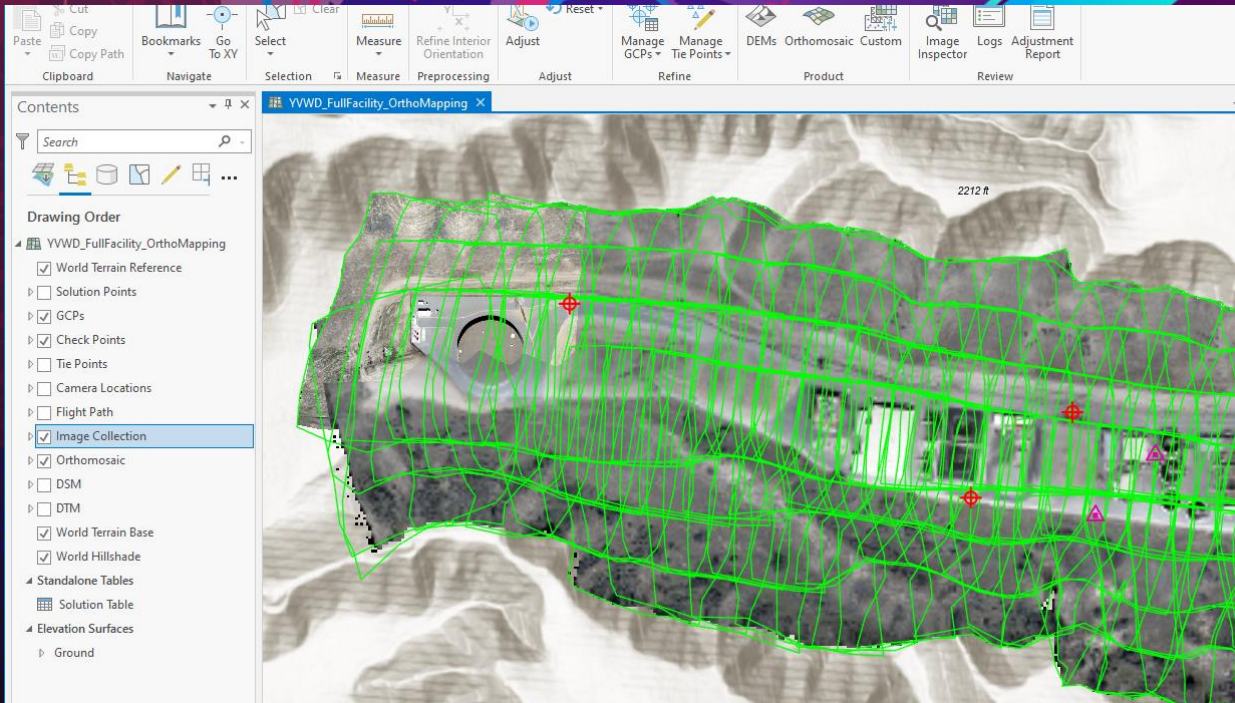 Cut
Copy
Copy Path
Paste
Clipboard
Bookmarks
Go
To XY
Navigate
Clear
Select
Selection
Measure
Measure
Refine Interior
Orientation
Preprocessing
Reset
Adjust
Adjust
Manage
GCPs
Manage
Tie Points
Refine
DEMs
Orthomosaic
Custom
Product
Image
Inspector
Logs
Adjustment
Report
Review
Contents
Search
Drawing Order
YVWD_FullFacility_OrthoMapping
World Terrain Reference
Solution Points
GCPs
Check Points
Tie Points
Camera Locations
Flight Path
Image Collection
Orthomosaic
DSM
DTM
World Terrain Base
World Hillshade
Standalone Tables
Solution Table
Elevation Surfaces
Ground
YVWD_FullFacility_OrthoMapping
2212 ft